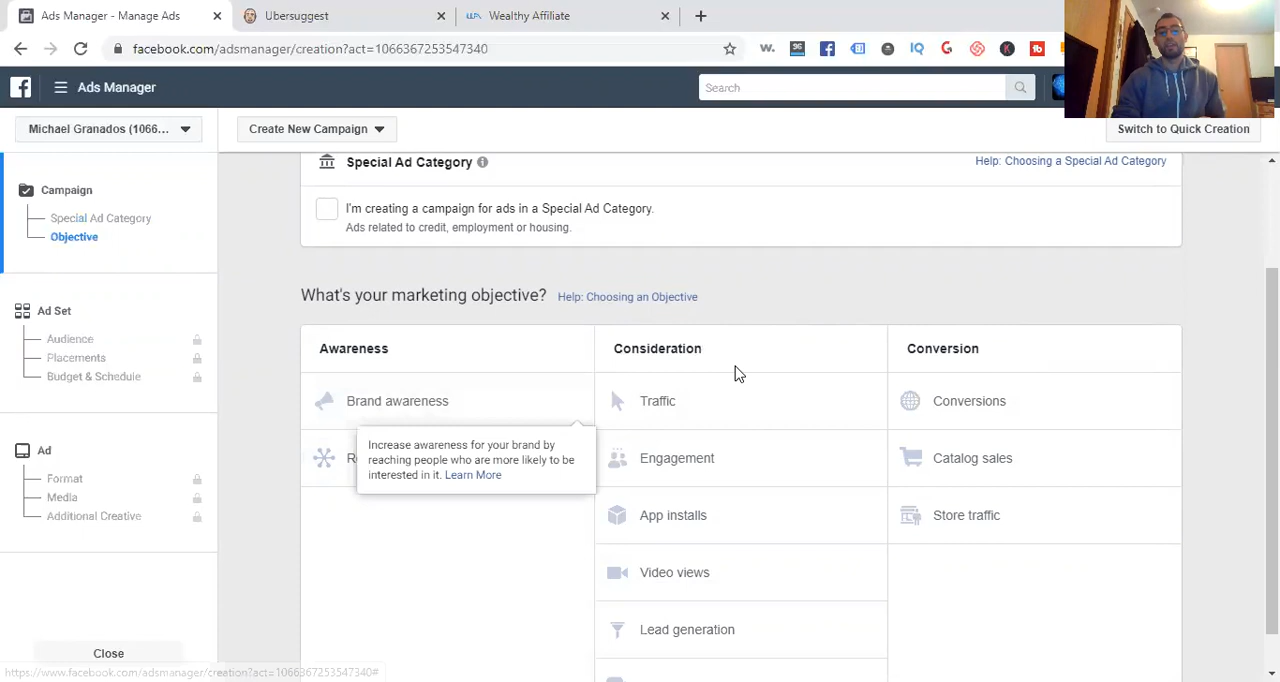 Ads Manager - Manage Ads
Ubersuggest
WA
Wealthy Affiliate
facebook.com/adsmanager/creation?act=1066367253547340
w.
IQ
Ads Manager
Search
Michael Granados (1066...
Create New Campaign
Switch to Quick Creation
Special Ad Category
Help: Choosing a Special Ad Category
Campaign
Special Ad Category
Objective
I'm creating a campaign for ads in a Special Ad Category.
Ads related to credit, employment or housing.
What's your marketing objective? Help: Choosing an Objective
Ad Set
Audience
Placements
Budget & Schedule
Awareness
Consideration
Conversion
Brand awareness
Traffic
Conversions
Increase awareness for your brand by
reaching people who are more likely to be
interested in it. Learn More
Engagement
Catalog sales
Ad
Format
Media
Additional Creative
App installs
Store traffic
Video views
Lead generation
Close
https://www.facebook.com/adsmanager/creation?act=1066367253547340#